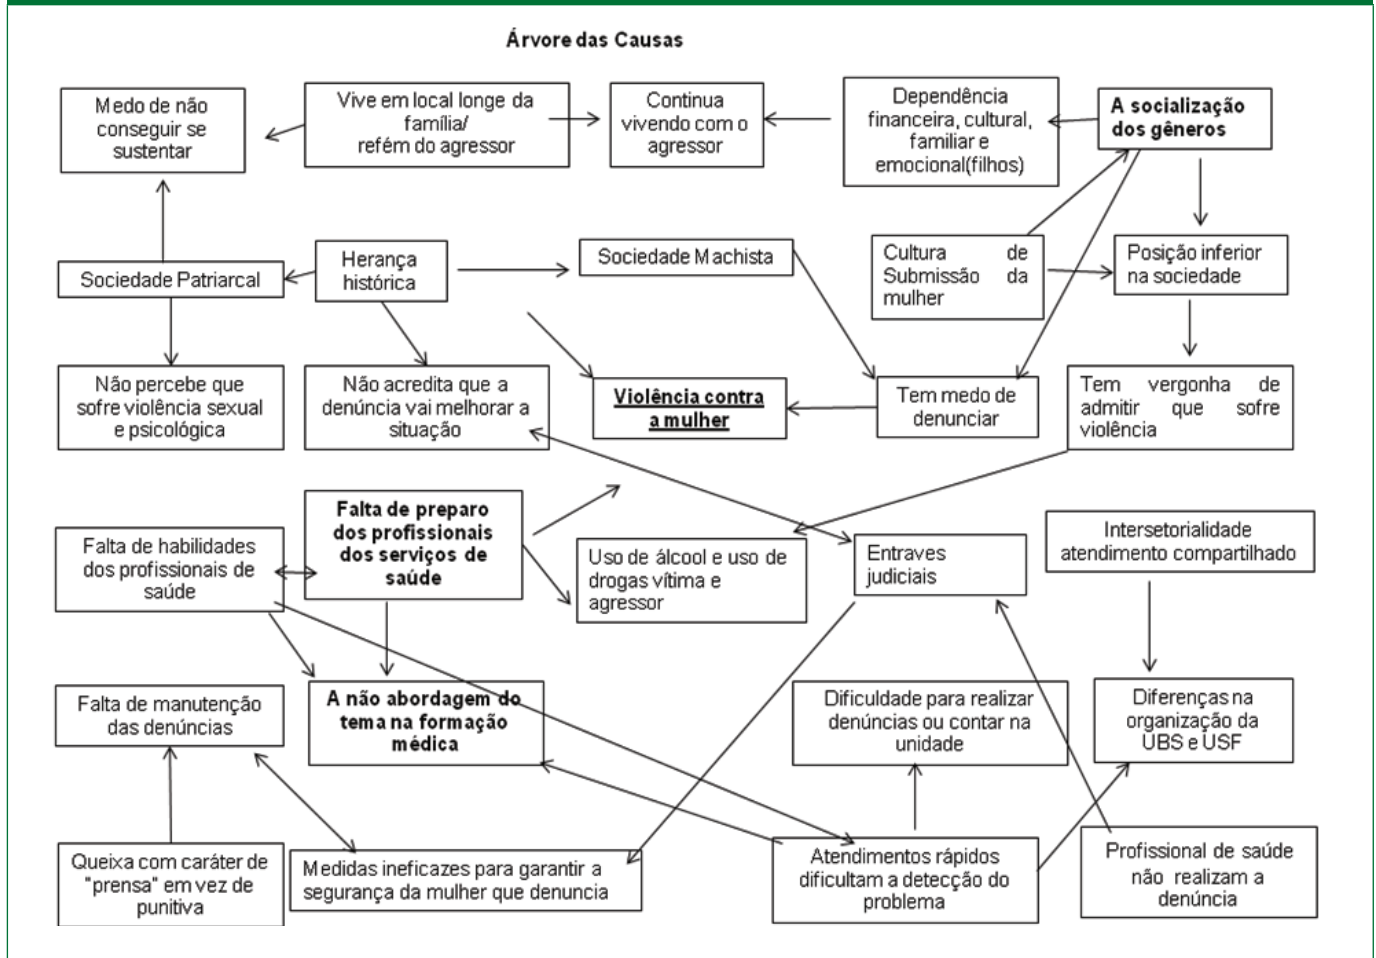 Árvore das Causas
Medo de não
conseguir se
sustentar
Vive em local longe da
família/
refém do agressor
Continua
vivendo com o
agressor
Dependência
financeira, cultural,
familiar e
emocional(filhos)
A socialização
dos gêneros
Sociedade Patriarcal
Herança
histórica
Sociedade Machista
Cultura de
Submissão da
mulher
Posição inferior
na sociedade
Não percebe que
sofre violência sexual
e psicológica
Não acredita que a
denúncia vai melhorar a
situação
Violência contra
a mulher
Tem medo de
denunciar
Tem vergonha de
admitir que sofre
violência
Falta de habilidades
dos profissionais de
saúde
Falta de preparo
dos profissionais
dos serviços de
saúde
Uso de álcool e uso de
drogas vítima e
agressor
Entraves
judiciais
Intersetorialidade
atendimento compartilhado
Falta de manutenção
das denúncias
A não abordagem do
tema na formação
médica
Dificuldade para realizar
denúncias ou contar na
unidade
Diferenças na
organização da
UBS e USF
Queixa com caráter de
"prensa" em vez de
punitiva
Medidas ineficazes para garantir a
segurança da mulher que denuncia
Atendimentos rápidos
dificultam a detecção do
problema
Profissional de saúde
não realizam a
denúncia